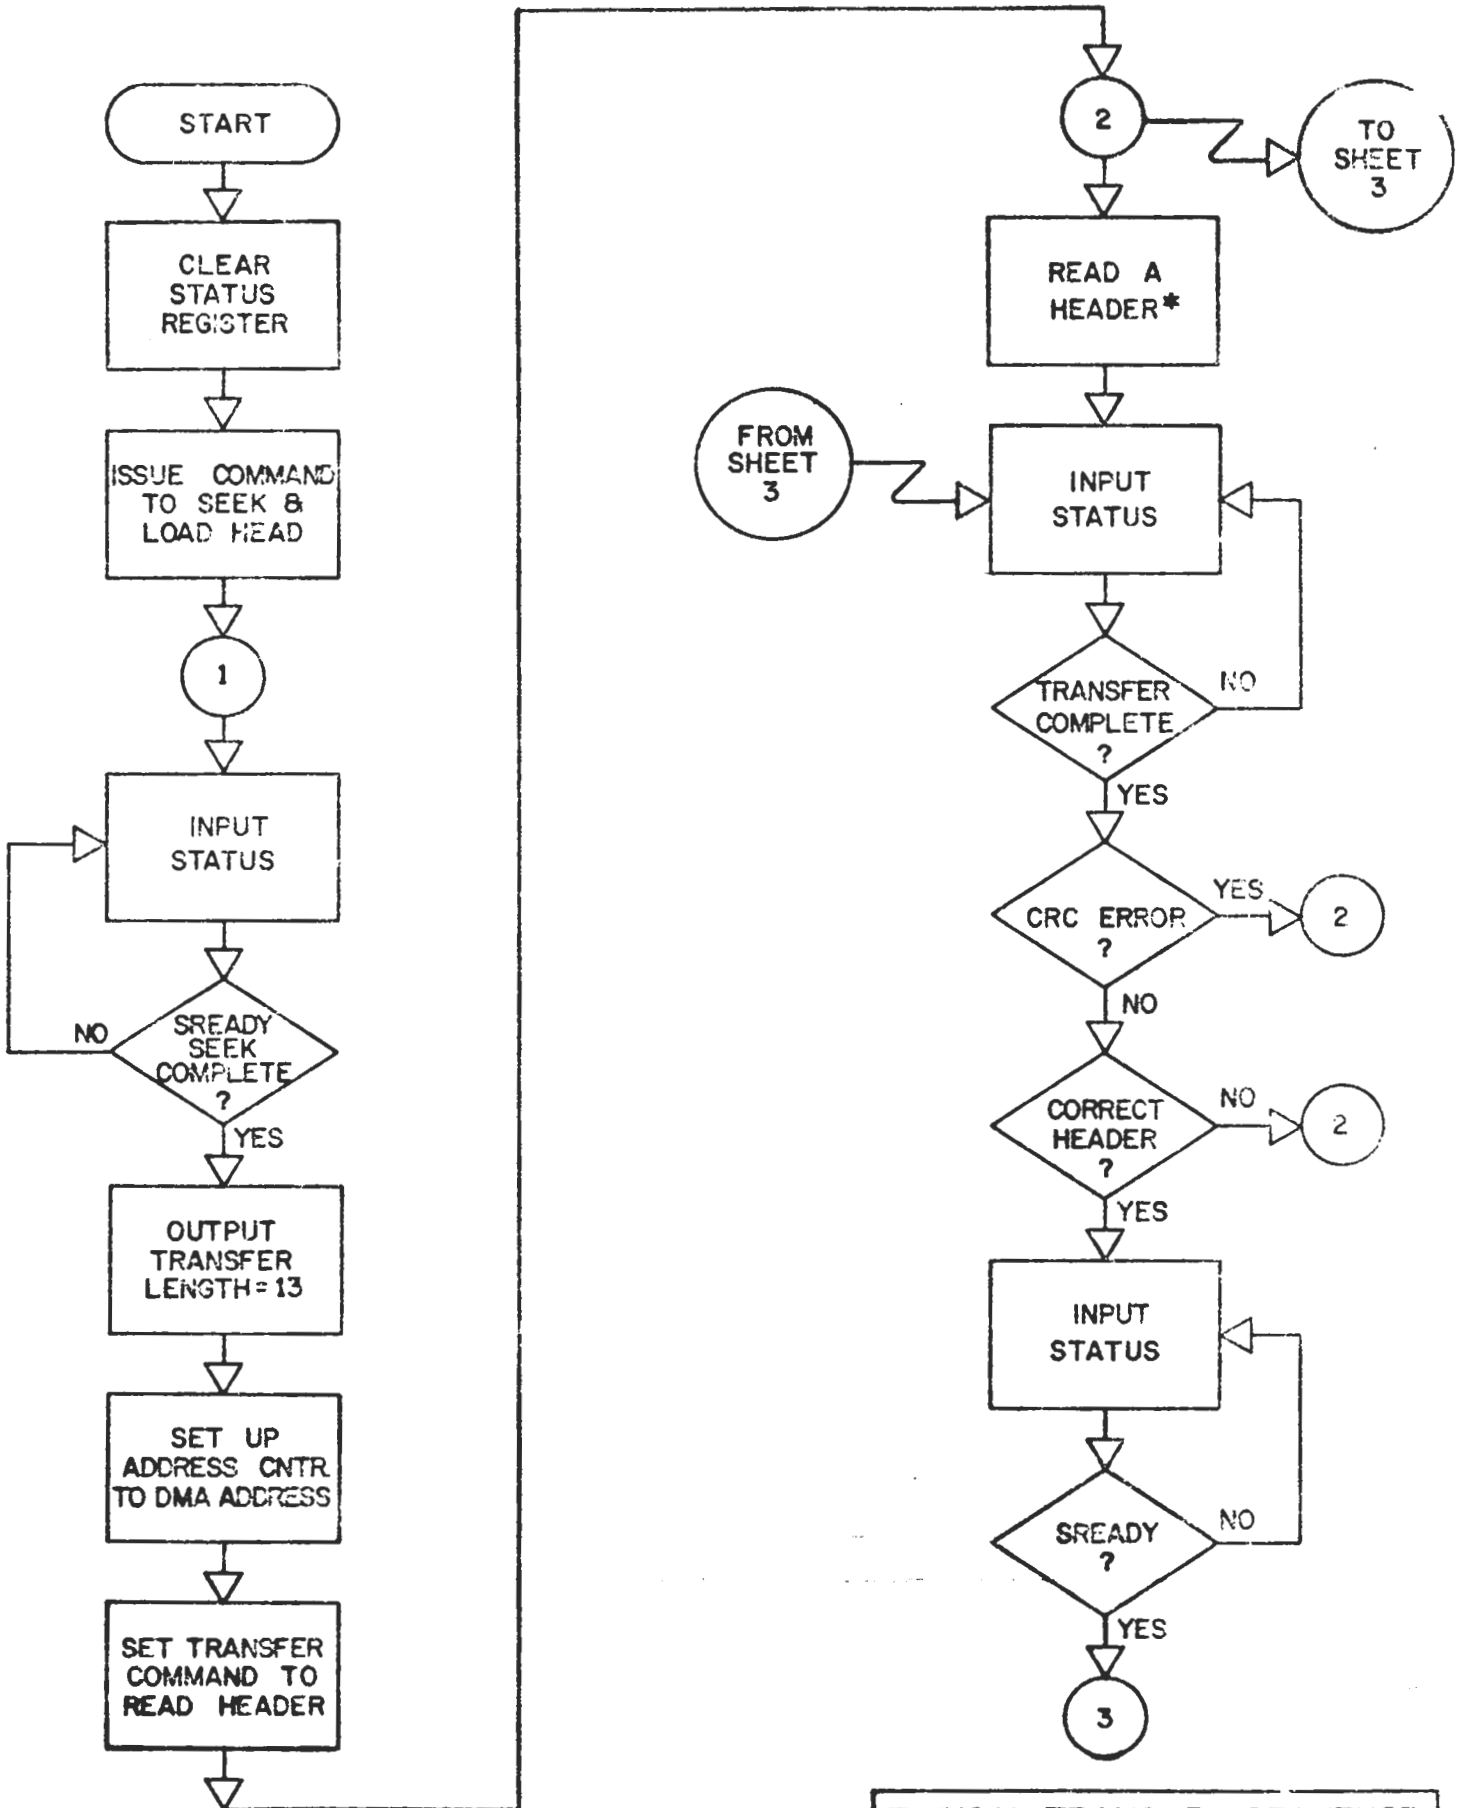 START
CLEAR
STATUS
REGISTER
ISSUE COMMAND
TO SEEK &
LOAD HEAD
1
INPUT
STATUS
SREADY
SEEK
COMPLETE
?
NO
YES
OUTPUT
TRANSFER
LENGTH=13
SET UP
ADDRESS CNTR
TO DMA ADDRESS
SET TRANSFER
COMMAND TO
READ HEADER
2
TO
SHEET
3
READ A
HEADER*
FROM
SHEET
3
INPUT
STATUS
TRANSFER
COMPLETE
?
NO
YES
CRC ERROR
?
YES
2
NO
CORRECT
HEADER
?
NO
2
YES
INPUT
STATUS
SREADY
?
NO
YES
3